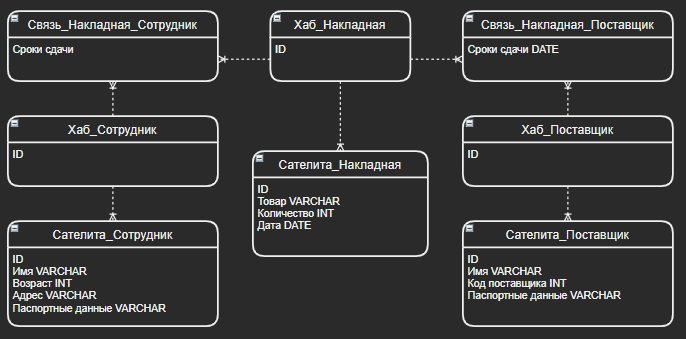 Связь_Накладная_Сотрудник
Сроки сдачи
Хаб_Накладная
ID
Связь_Накладная_Поставщик
Сроки сдачи DATE
Хаб_Сотрудник
ID
Сателита_Накладная
ID
Товар VARCHAR
Количество INT
Дата DATE
Хаб_Поставщик
ID
Сателита_Сотрудник
ID
Имя VARCHAR
Возраст INT
Адрес VARCHAR
Паспортные данные VARCHAR
Сателита_Поставщик
ID
Имя VARCHAR
Код поставщика INT
Паспортные данные VARCHAR